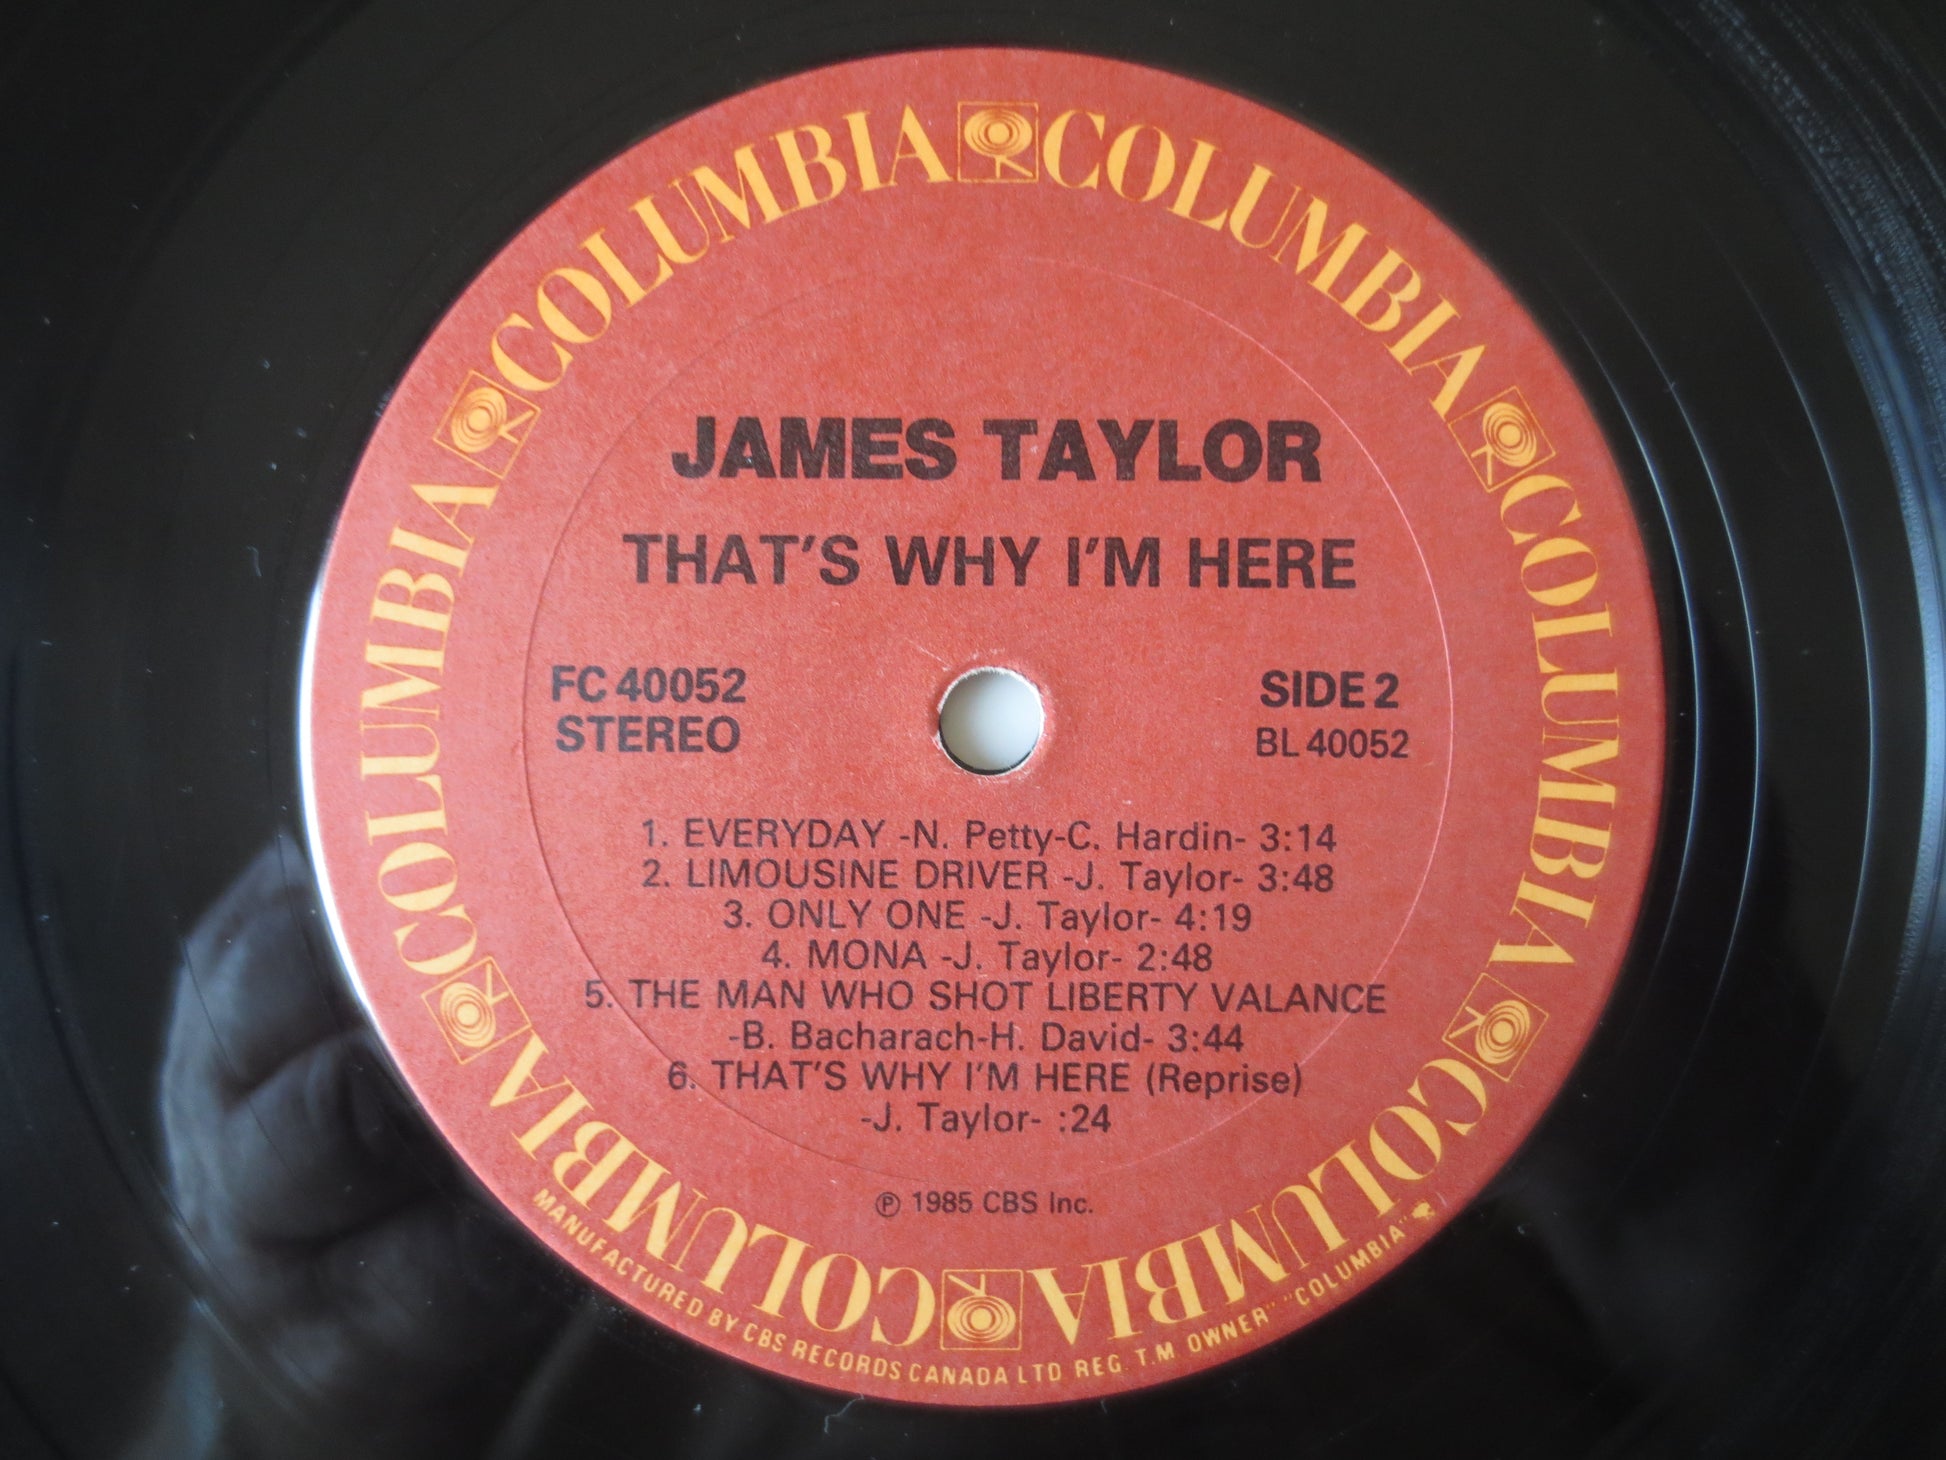 COLUMBIA COLUMBIA COLUMBIA COLUMBIA COLUMBIA COLUMBIA COLUMBIA COLUMBIA
JAMES TAYLOR
THAT'S WHY I'M HERE
FC 40052
STEREO
SIDE 2
BL 40052
1. EVERYDAY -N. Petty-C. Hardin- 3:14
2. LIMOUSINE DRIVER -J. Taylor- 3:48
3. ONLY ONE -J. Taylor- 4:19
4. MONA -J. Taylor- 2:48
5. THE MAN WHO SHOT LIBERTY VALANCE
-B. Bacharach-H. David- 3:44
6. THAT'S WHY I'M HERE (Reprise)
-J. Taylor- :24
℗ 1985 CBS Inc.
MANUFACTURED BY CBS RECORDS CANADA LTD REG. T.M. OWNER" "COLUMBIA"